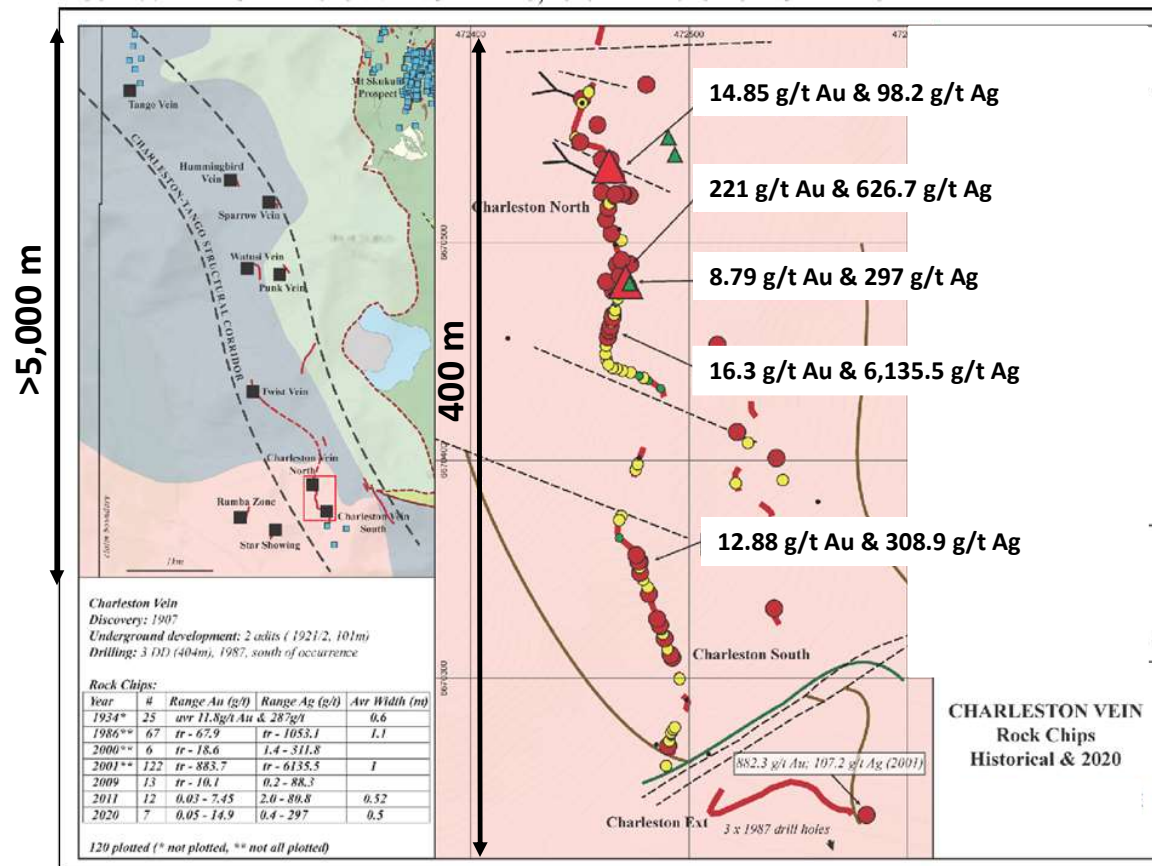 >5,000 m
Tango Vein
Mt Skukum
Prospect
CHARLESTON-TANGO STRUCTURAL CORRIDOR
Hummingbird
Vein
Sparrow Vein
Watusi Vein
Punk Vein
Twist Vein
Charleston Vein
North
Rumba Zone
Charleston Vein
South
Star Showing
Claim boundary
1km
Charleston Vein
Discovery: 1907
Underground development: 2 adits ( 1921/2, 101m)
Drilling: 3 DD (404m), 1987, south of occurrence
Rock Chips:
Year # Range Au (g/t) Range Ag (g/t) Avr Width (m)
1934* 25 avr 11.8g/t Au & 287g/t 0.6
1986** 67 tr - 67.9 tr - 1053.1 1.1
2000** 6 tr - 18.6 1.4 - 311.8
2001** 122 tr - 883.7 tr - 6135.5 1
2009 13 tr - 10.1 0.2 - 88.3
2011 12 0.03 - 7.45 2.0 - 80.8 0.52
2020 7 0.05 - 14.9 0.4 - 297 0.5
120 plotted (* not plotted, ** not all plotted)
472400
472500
400 m
6670400
6670300
14.85 g/t Au & 98.2 g/t Ag
221 g/t Au & 626.7 g/t Ag
Charleston North
8.79 g/t Au & 297 g/t Ag
16.3 g/t Au & 6,135.5 g/t Ag
12.88 g/t Au & 308.9 g/t Ag
Charleston South
882.3 g/t Au; 107.2 g/t Ag (2001)
Charleston Ext
3 x 1987 drill holes
CHARLESTON VEIN
Rock Chips
Historical & 2020